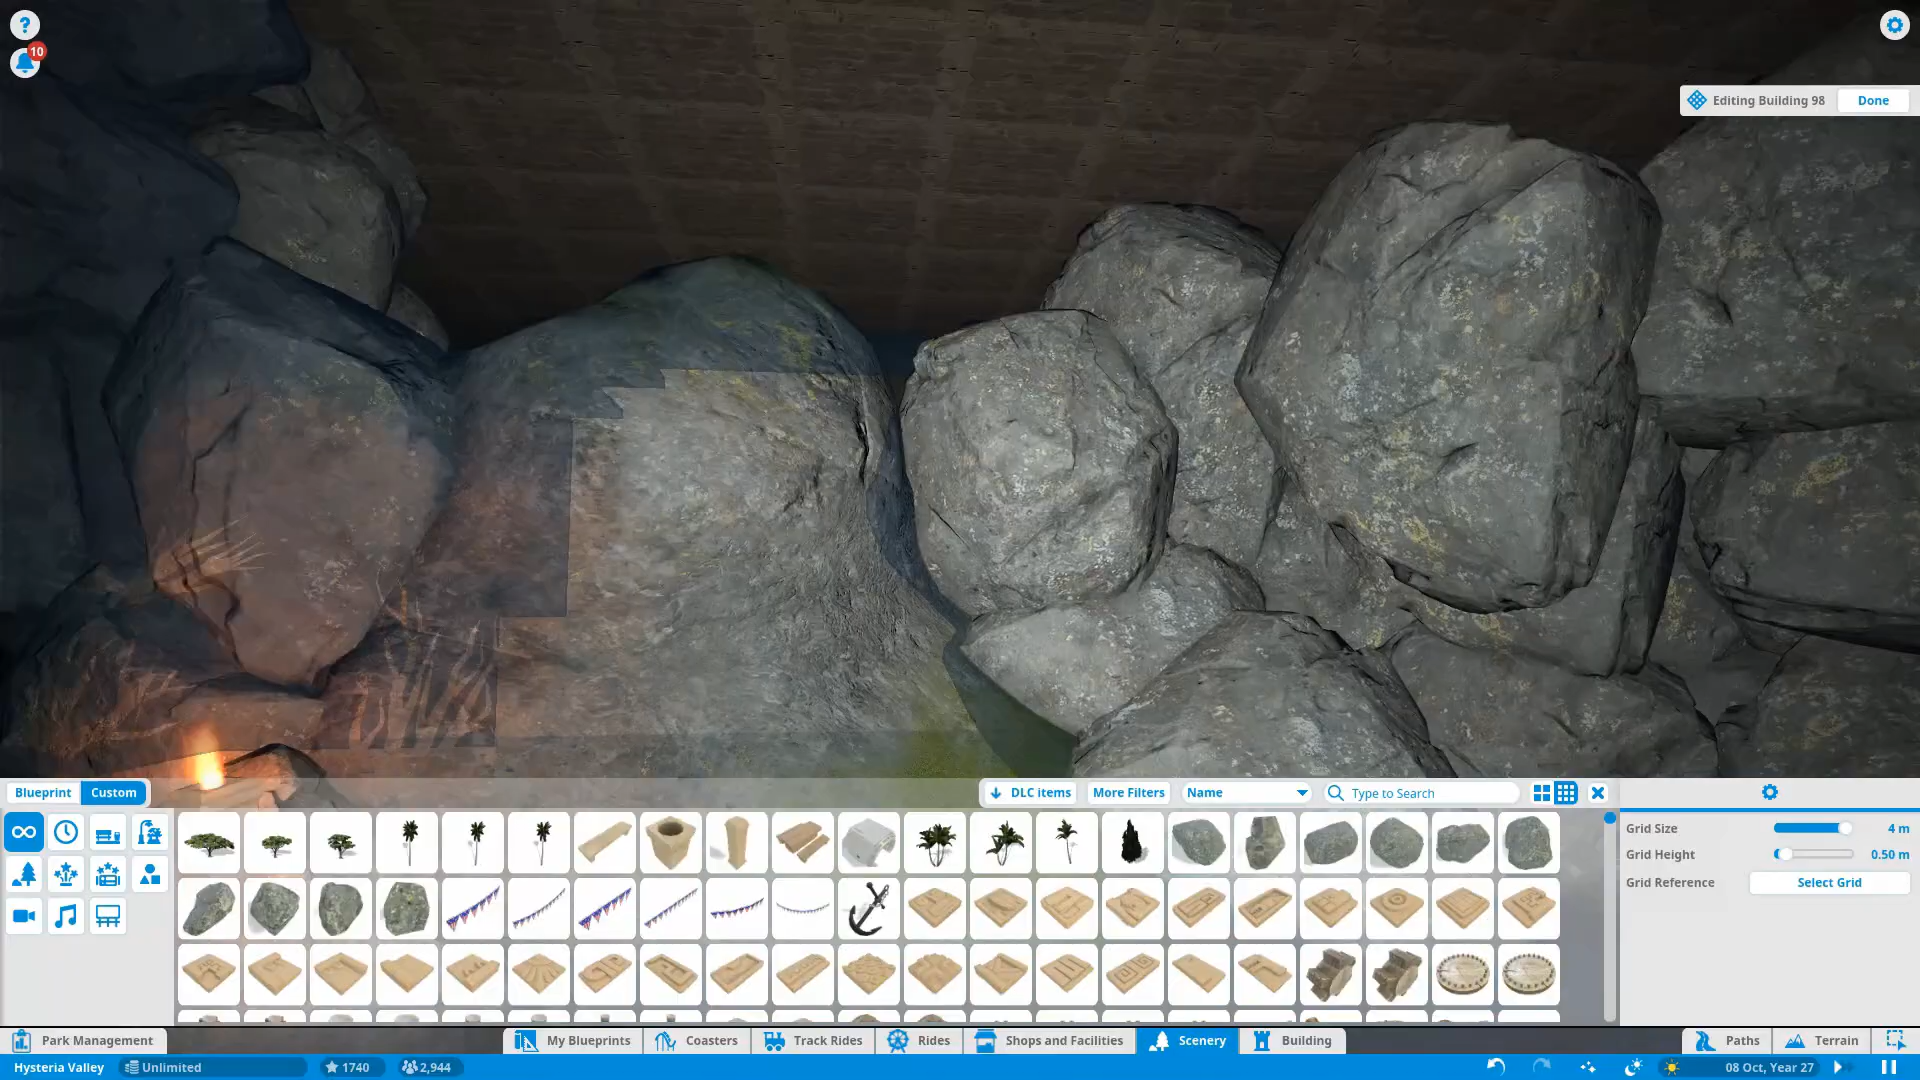 ?
10
Editing Building 98
Done
Blueprint
Custom
DLC items
More Filters
Name
Type to Search
Grid Size
4 m
Grid Height
0.50 m
Grid Reference
Select Grid
Park Management
My Blueprints
Coasters
Track Rides
Rides
Shops and Facilities
Scenery
Building
Paths
Terrain
Hysteria Valley
Unlimited
1740
2,944
08 Oct, Year 27